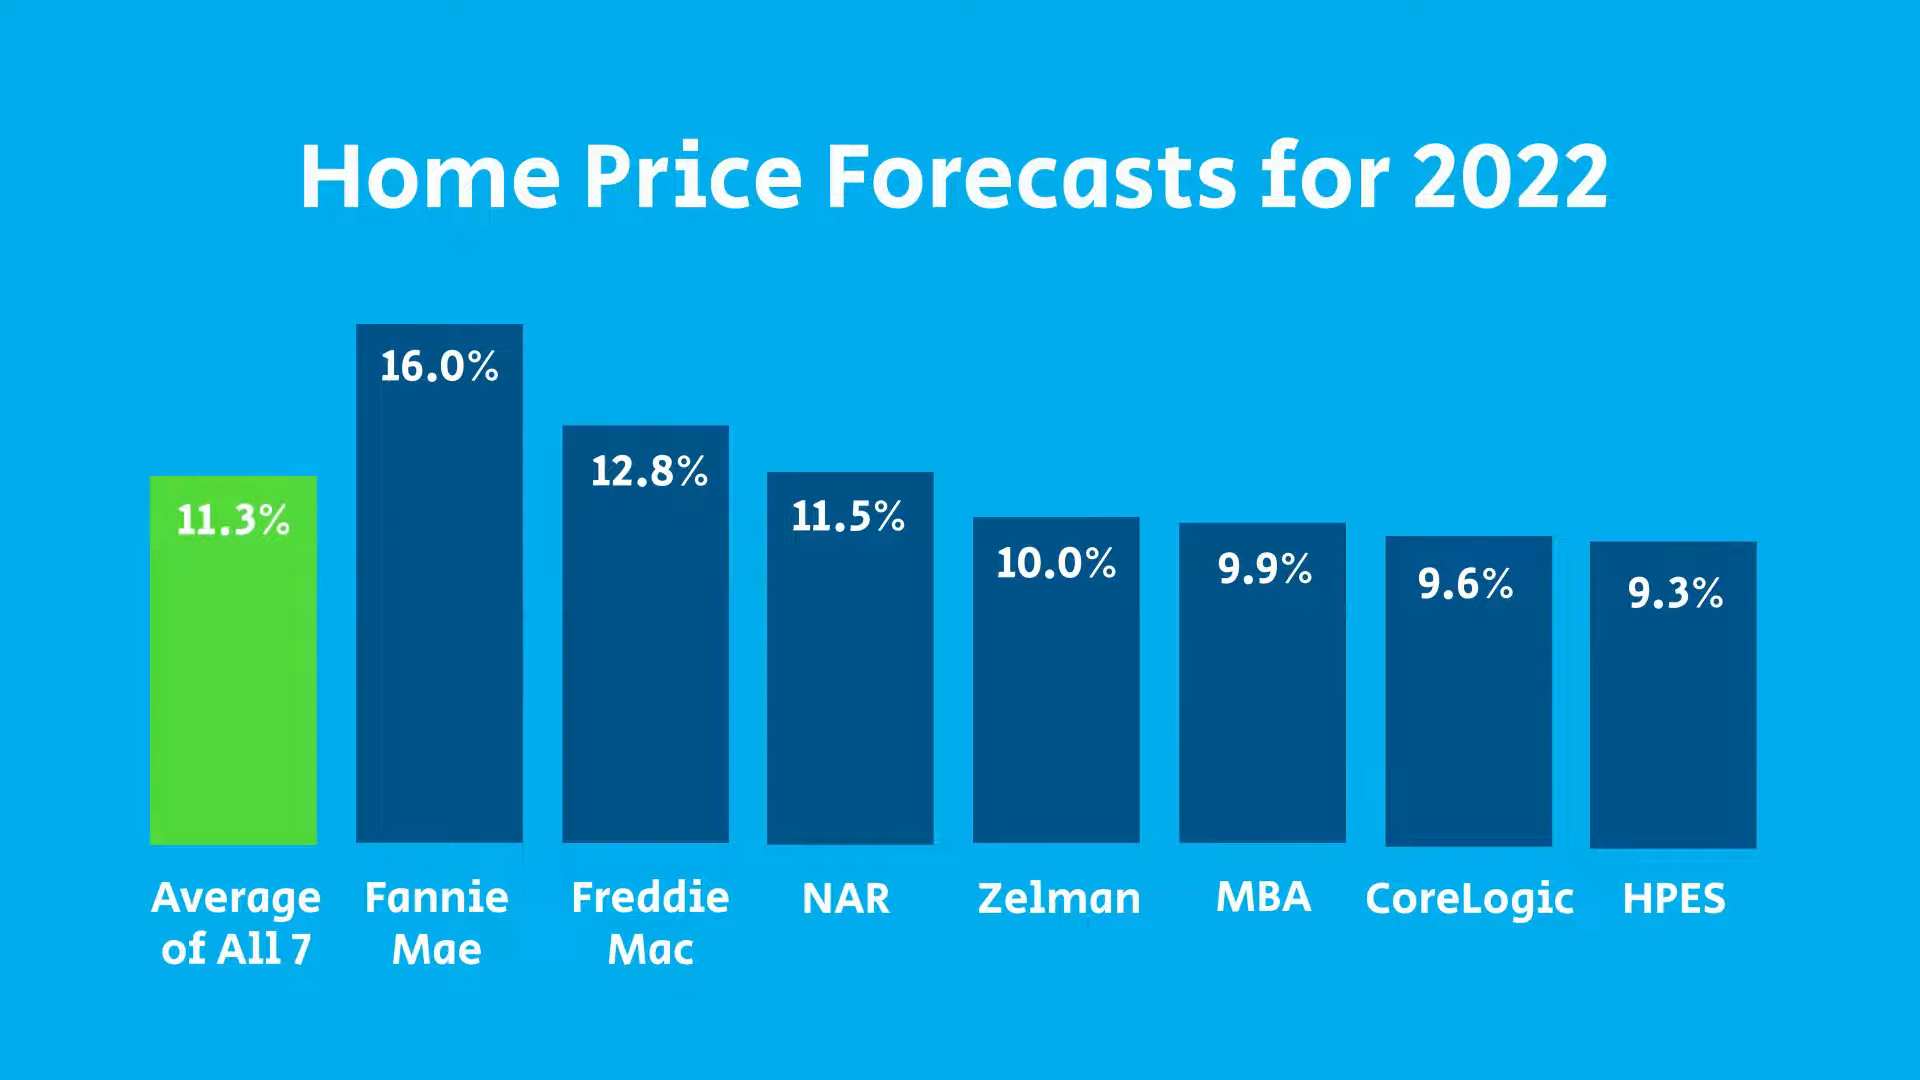 Home Price Forecasts for 2022
11.3%
16.0%
12.8%
11.5%
10.0%
9.9%
9.6%
9.3%
Average
of All 7
Fannie
Mae
Freddie
Mac
NAR
Zelman
MBA
CoreLogic
HPES